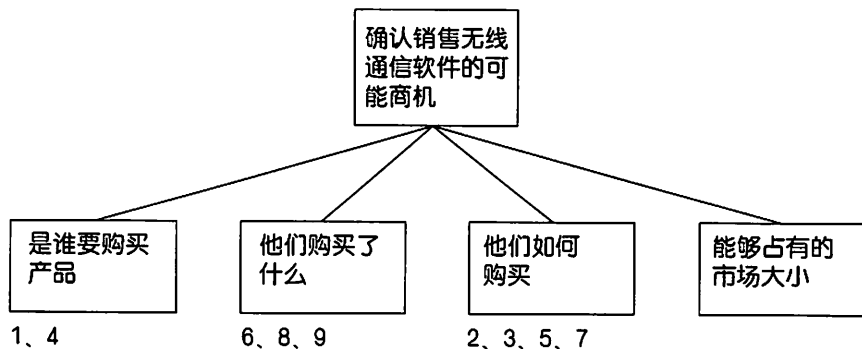 确认销售无线
通信软件的可
能商机
是谁要购买
产品
他们购买了
什么
他们如何
购买
能够占有的
市场大小
1、4
6、8、9
2、3、5、7